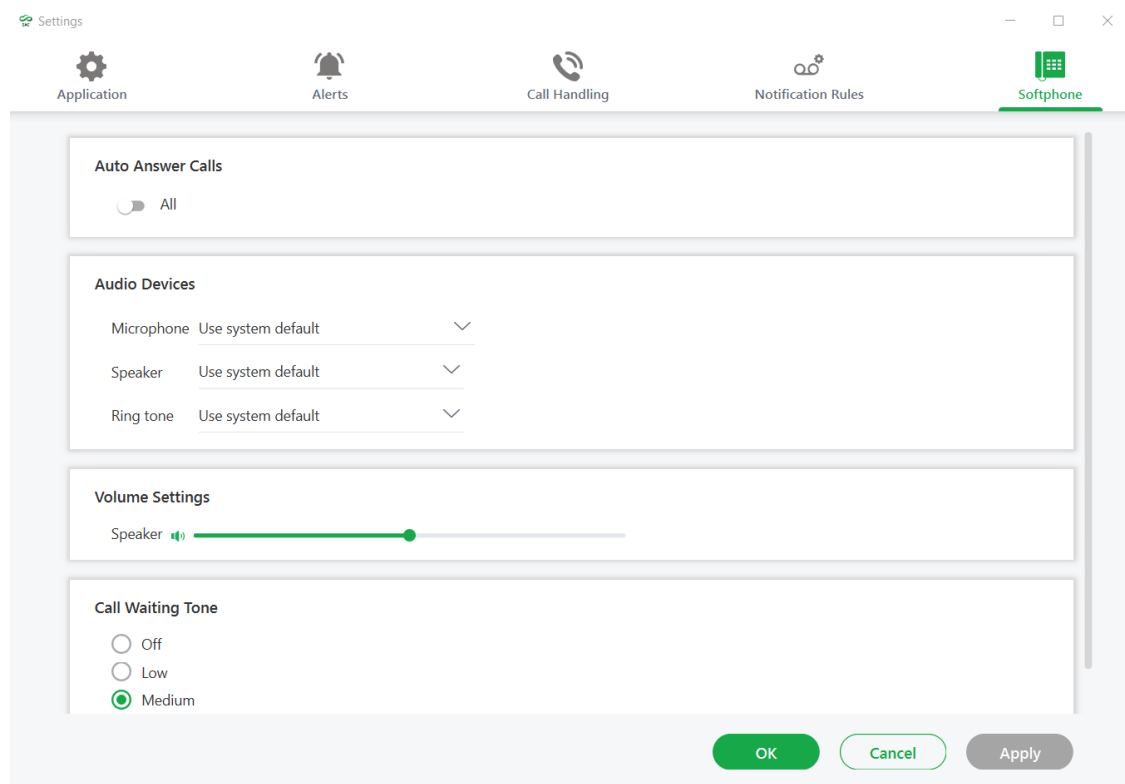 Settings
Application Alerts Call Handling Notification Rules Softphone
Auto Answer Calls
All
Audio Devices
Microphone Use system default
Speaker Use system default
Ring tone Use system default
Volume Settings
Speaker
Call Waiting Tone
Off
Low
Medium
OK Cancel Apply